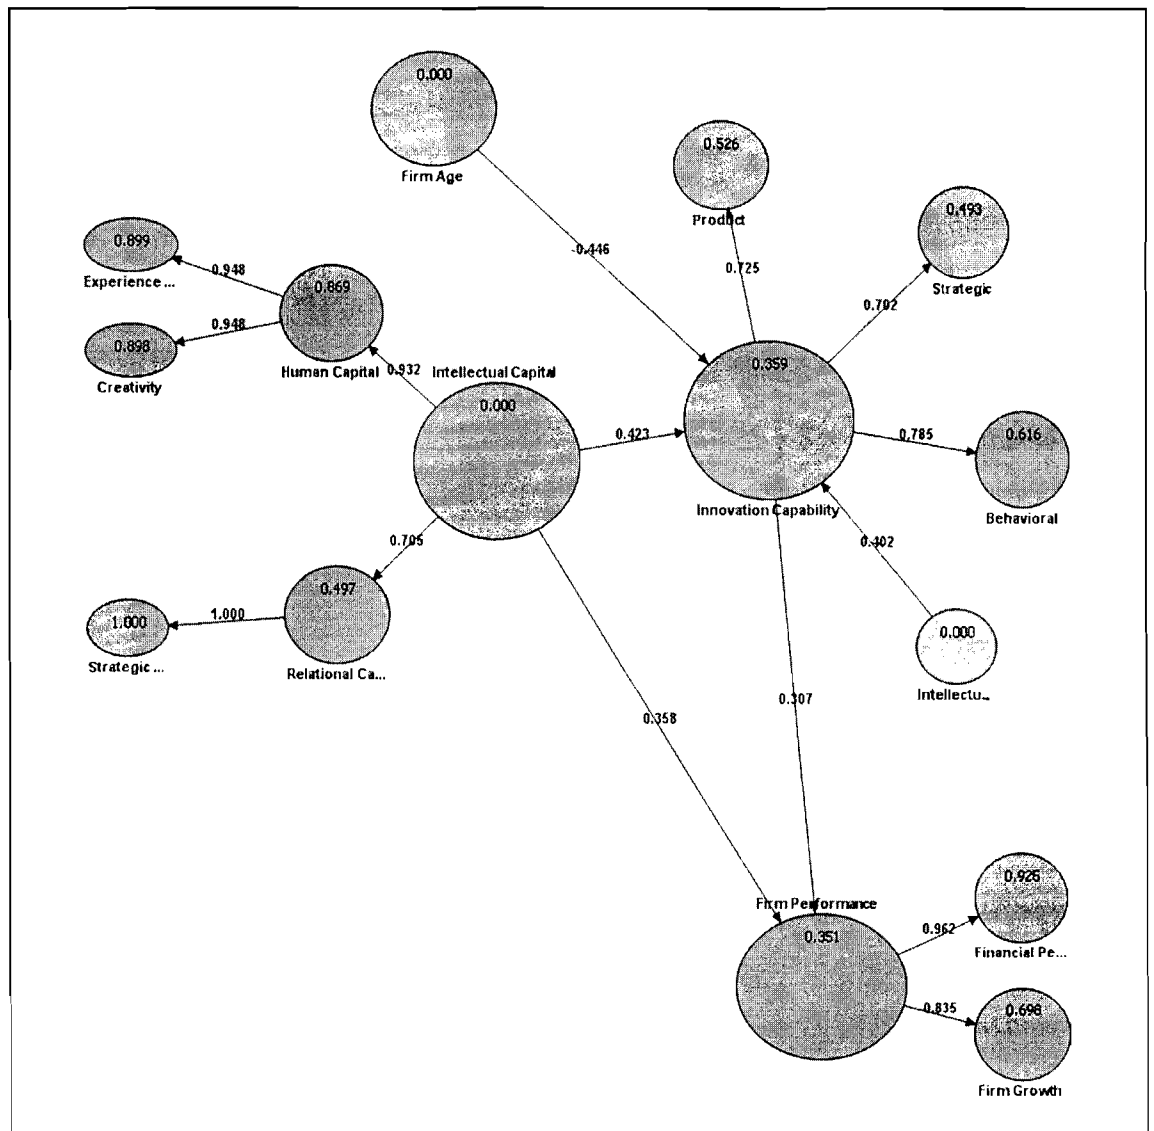 0.000
Firm Age
0.526
Product
0.493
Strategic
-0.446
0.725
0.702
0.899
Experience ...
0.948
0.869
Human Capital
0.948
0.898
Creativity
0.932
Intellectual Capital
0.000
0.423
0.359
Innovation Capability
0.785
0.616
Behavioral
0.705
0.402
0.497
Relational Ca...
1.000
1.000
Strategic ...
0.000
Intellectu...
0.358
0.307
Firm Performance
0.351
0.962
0.925
Financial Pe...
0.835
0.698
Firm Growth